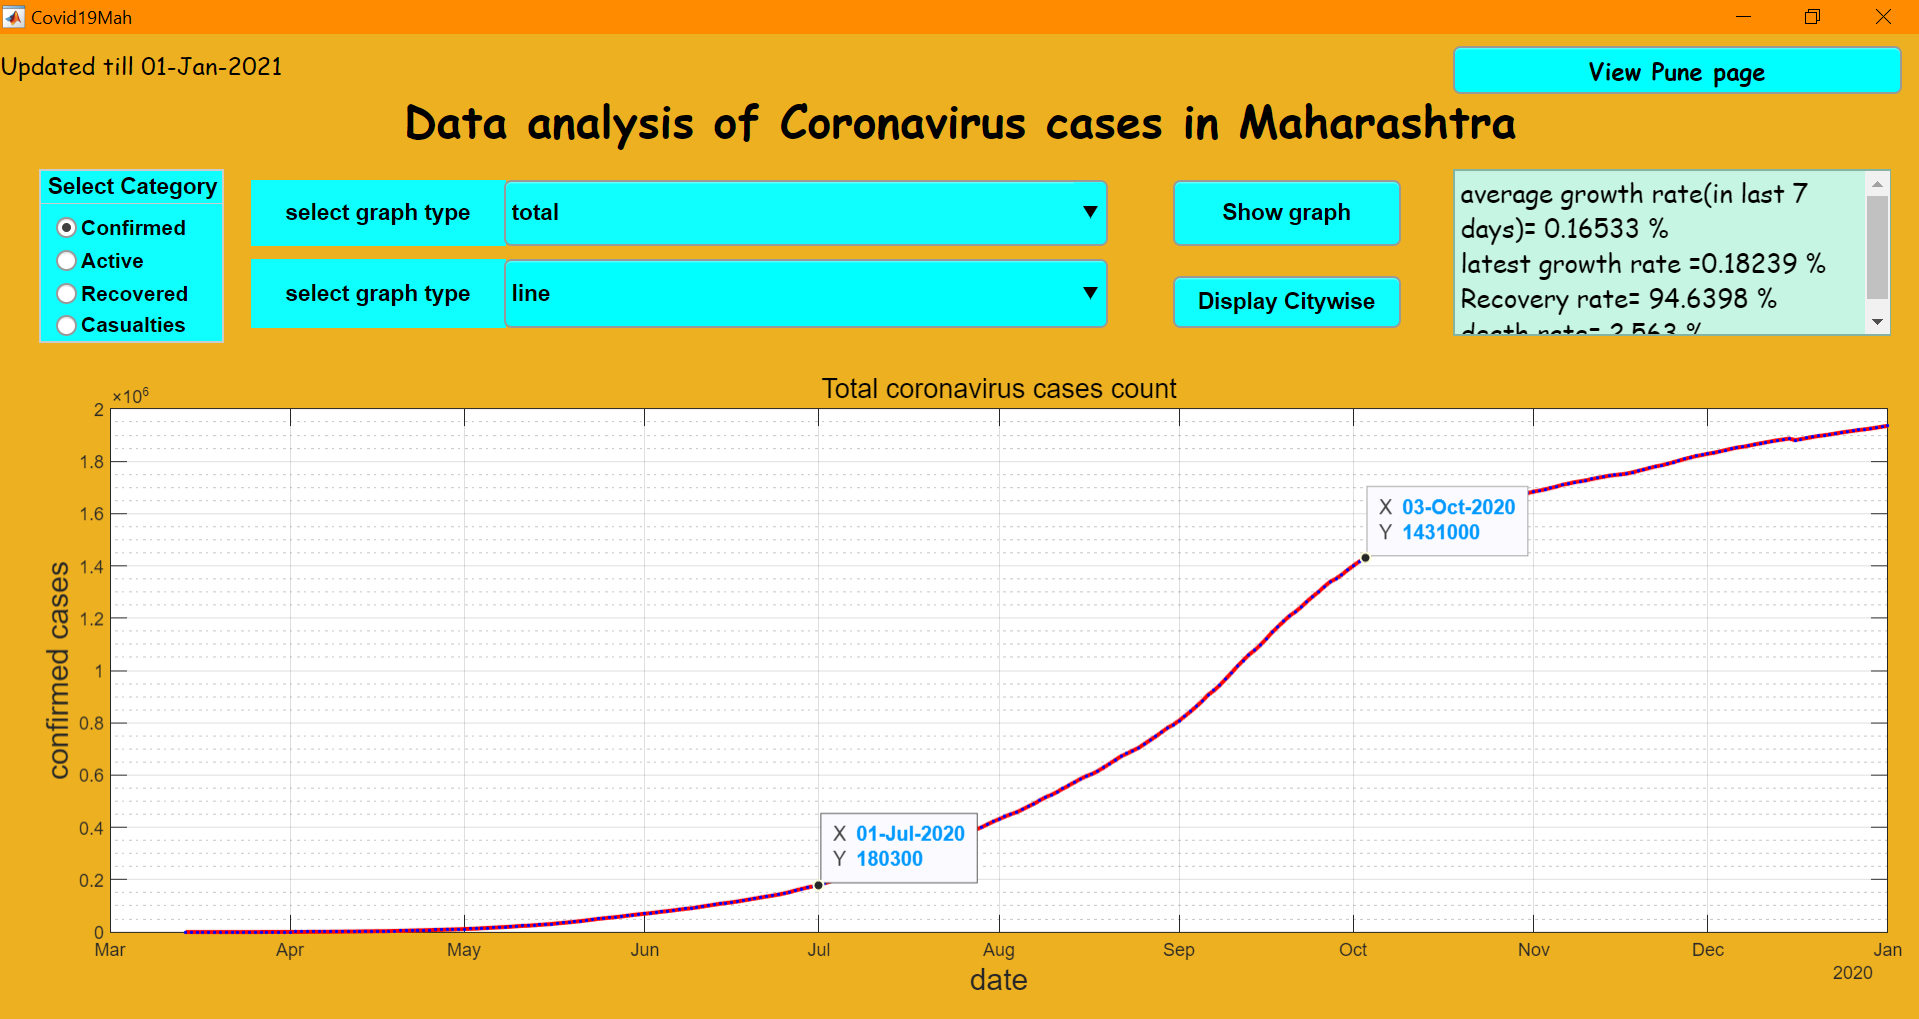 Covid19Mah
Updated till 01-Jan-2021
View Pune page
Data analysis of Coronavirus cases in Maharashtra
Select Category
Confirmed
Active
Recovered
Casualties
select graph type
total
select graph type
line
Show graph
Display Citywise
average growth rate(in last 7
days)= 0.16533 %
latest growth rate =0.18239 %
Recovery rate= 94.6398 %
death rate= 2.563 %
Total coronavirus cases count
×10⁶
2
1.8
1.6
1.4
1.2
1
0.8
0.6
0.4
0.2
0
confirmed cases
X 03-Oct-2020
Y 1431000
X 01-Jul-2020
Y 180300
Mar Apr May Jun Jul Aug Sep Oct Nov Dec Jan
2020
date